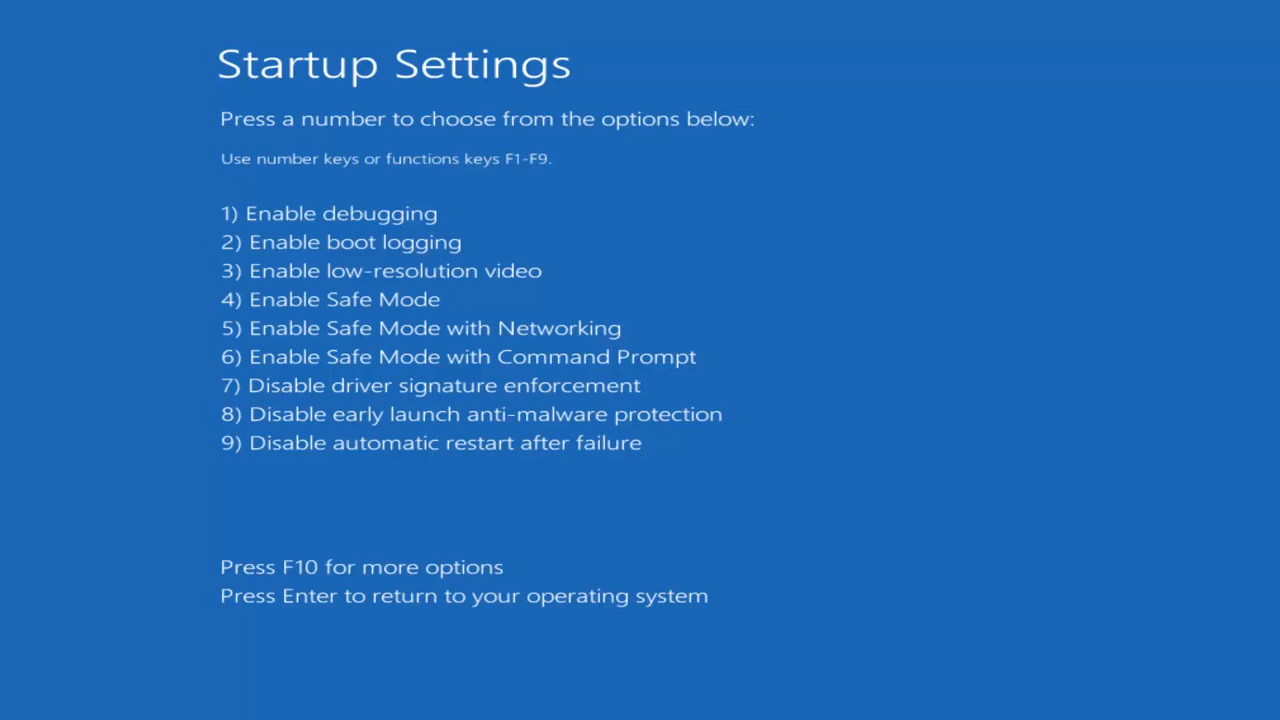 Startup Settings
Press a number to choose from the options below:
Use number keys or functions keys F1-F9.
1) Enable debugging
2) Enable boot logging
3) Enable low-resolution video
4) Enable Safe Mode
5) Enable Safe Mode with Networking
6) Enable Safe Mode with Command Prompt
7) Disable driver signature enforcement
8) Disable early launch anti-malware protection
9) Disable automatic restart after failure
Press F10 for more options
Press Enter to return to your operating system